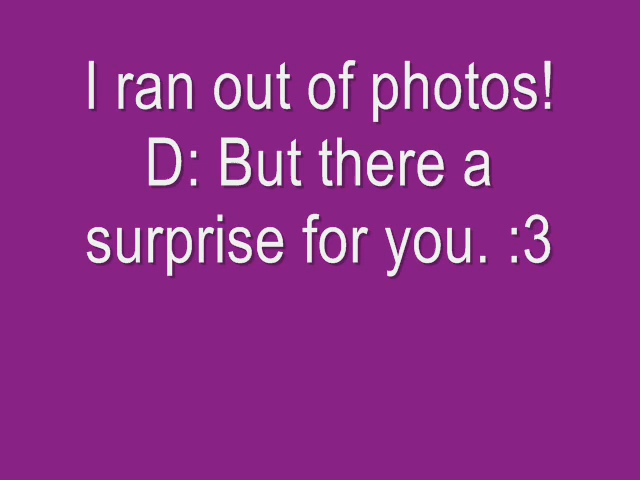 I ran out of photos!
D: But there a
surprise for you. :3